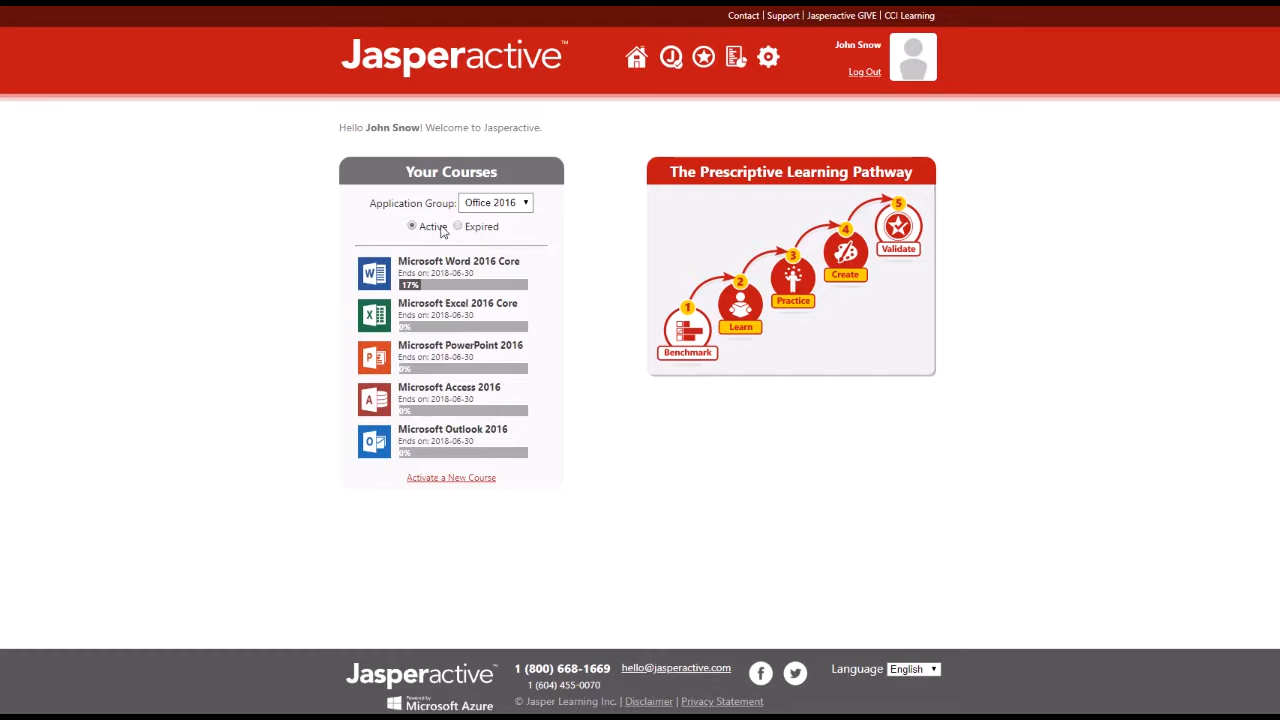 Contact | Support | Jasperactive GIVE | CCI Learning
Jasperactive™
John Snow
Log Out
Hello John Snow! Welcome to Jasperactive.
Your Courses
Application Group: Office 2016
Active Expired
Microsoft Word 2016 Core
Ends on: 2018-06-30
17%
Microsoft Excel 2016 Core
Ends on: 2018-06-30
0%
Microsoft PowerPoint 2016
Ends on: 2018-06-30
0%
Microsoft Access 2016
Ends on: 2018-06-30
0%
Microsoft Outlook 2016
Ends on: 2018-06-30
0%
Activate a New Course
The Prescriptive Learning Pathway
1
Benchmark
2
Learn
3
Practice
4
Create
5
Validate
Jasperactive™
Powered by
Microsoft Azure
1 (800) 668-1669
hello@jasperactive.com
1 (604) 455-0070
© Jasper Learning Inc. | Disclaimer | Privacy Statement
Language English